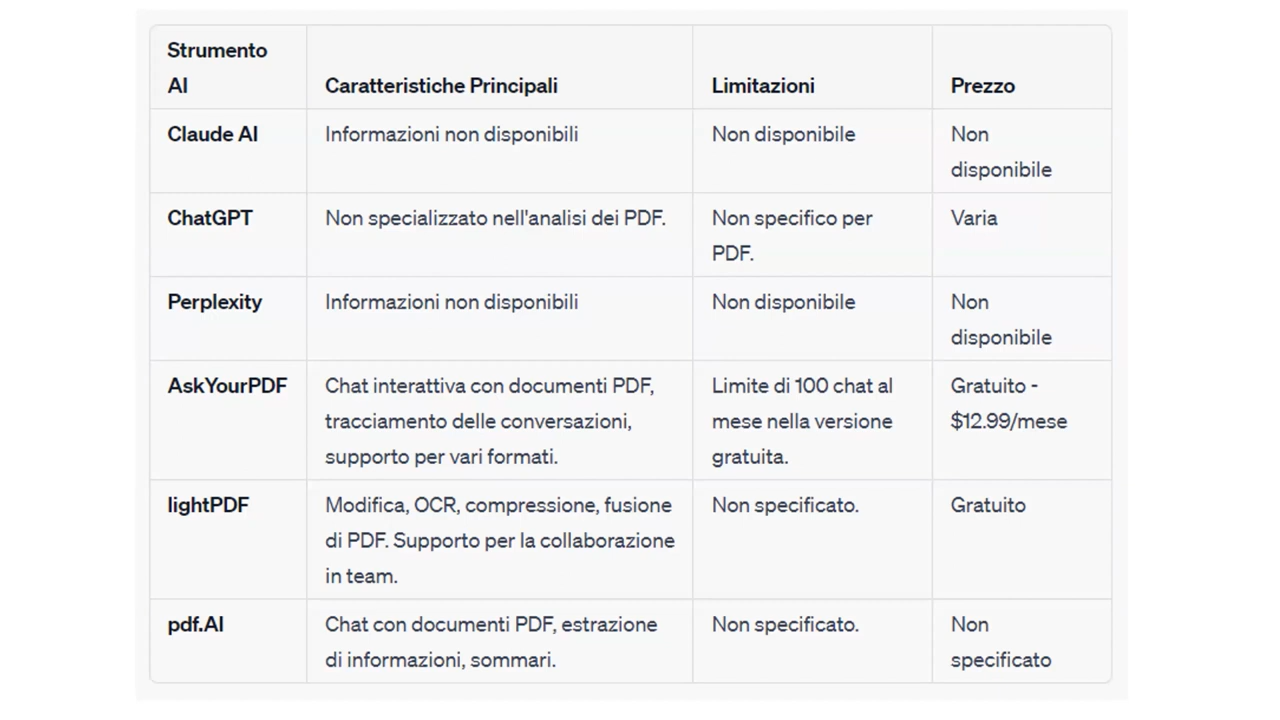 Strumento
AI
Caratteristiche Principali
Limitazioni
Prezzo
Claude AI
Informazioni non disponibili
Non disponibile
Non
disponibile
ChatGPT
Non specializzato nell'analisi dei PDF.
Non specifico per
PDF.
Varia
Perplexity
Informazioni non disponibili
Non disponibile
Non
disponibile
AskYourPDF
Chat interattiva con documenti PDF,
tracciamento delle conversazioni,
supporto per vari formati.
Limite di 100 chat al
mese nella versione
gratuita.
Gratuito -
$12.99/mese
lightPDF
Modifica, OCR, compressione, fusione
di PDF. Supporto per la collaborazione
in team.
Non specificato.
Gratuito
pdf.AI
Chat con documenti PDF, estrazione
di informazioni, sommari.
Non specificato.
Non
specificato